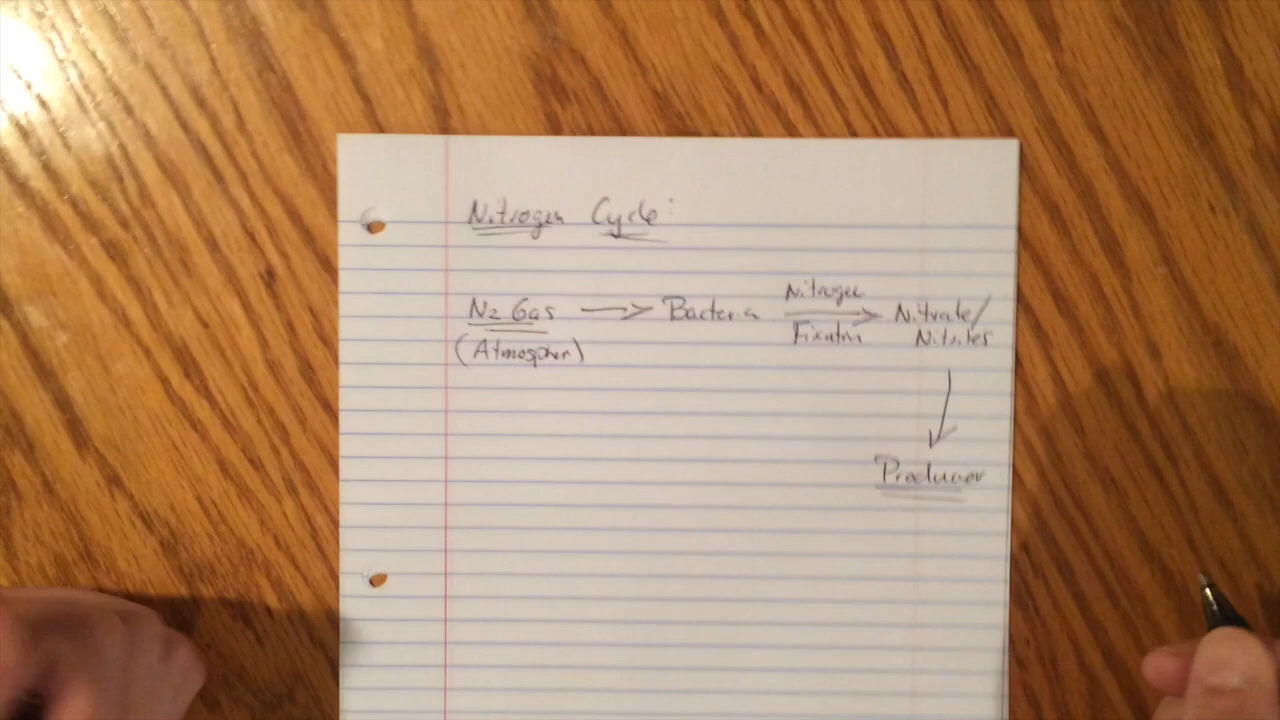 Nitrogen Cycle:
N2 Gas → Bacteria Nitrogen Fixation → Nitrate/
(Atmospher) Nitrites
↓
Producer